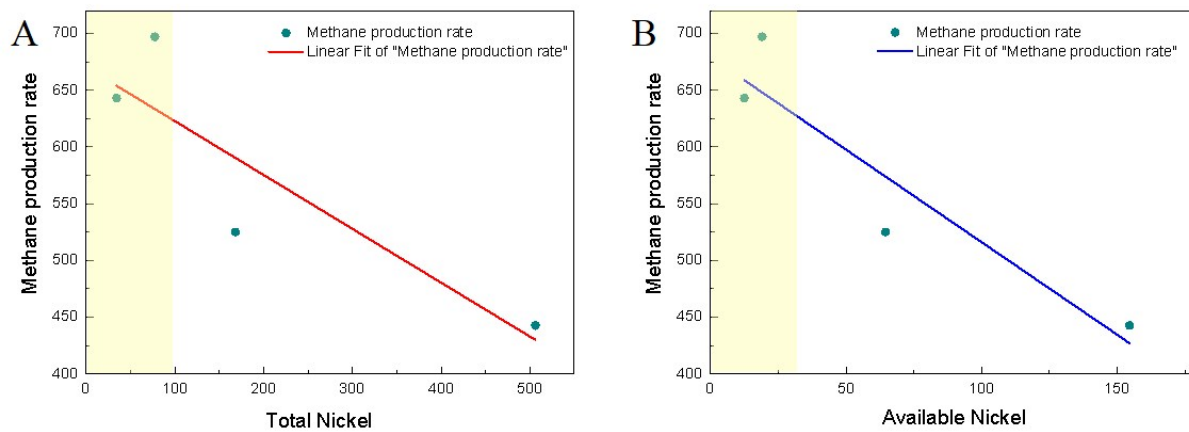 A
Methane production rate
Linear Fit of "Methane production rate"
Methane production rate
700
650
600
550
500
450
400
0 100 200 300 400 500
Total Nickel
B
Methane production rate
Linear Fit of "Methane production rate"
Methane production rate
700
650
600
550
500
450
400
0 50 100 150
Available Nickel